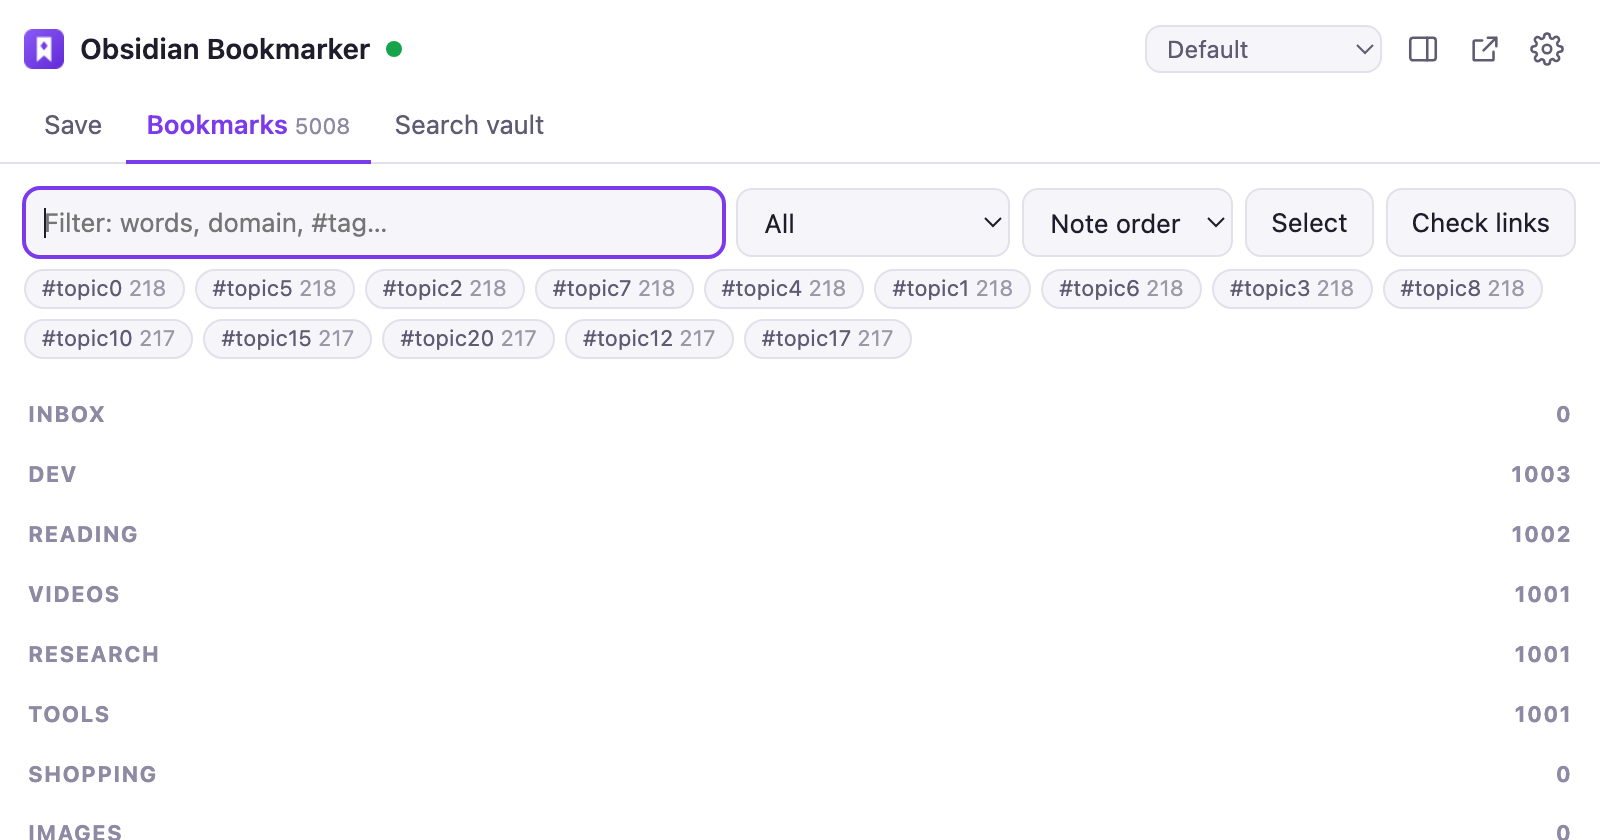 Obsidian Bookmarker
Default
Save
Bookmarks 5008
Search vault
Filter: words, domain, #tag...
All
Note order
Select
Check links
#topic0 218
#topic5 218
#topic2 218
#topic7 218
#topic4 218
#topic1 218
#topic6 218
#topic3 218
#topic8 218
#topic10 217
#topic15 217
#topic20 217
#topic12 217
#topic17 217
INBOX 0
DEV 1003
READING 1002
VIDEOS 1001
RESEARCH 1001
TOOLS 1001
SHOPPING 0
IMAGES 0